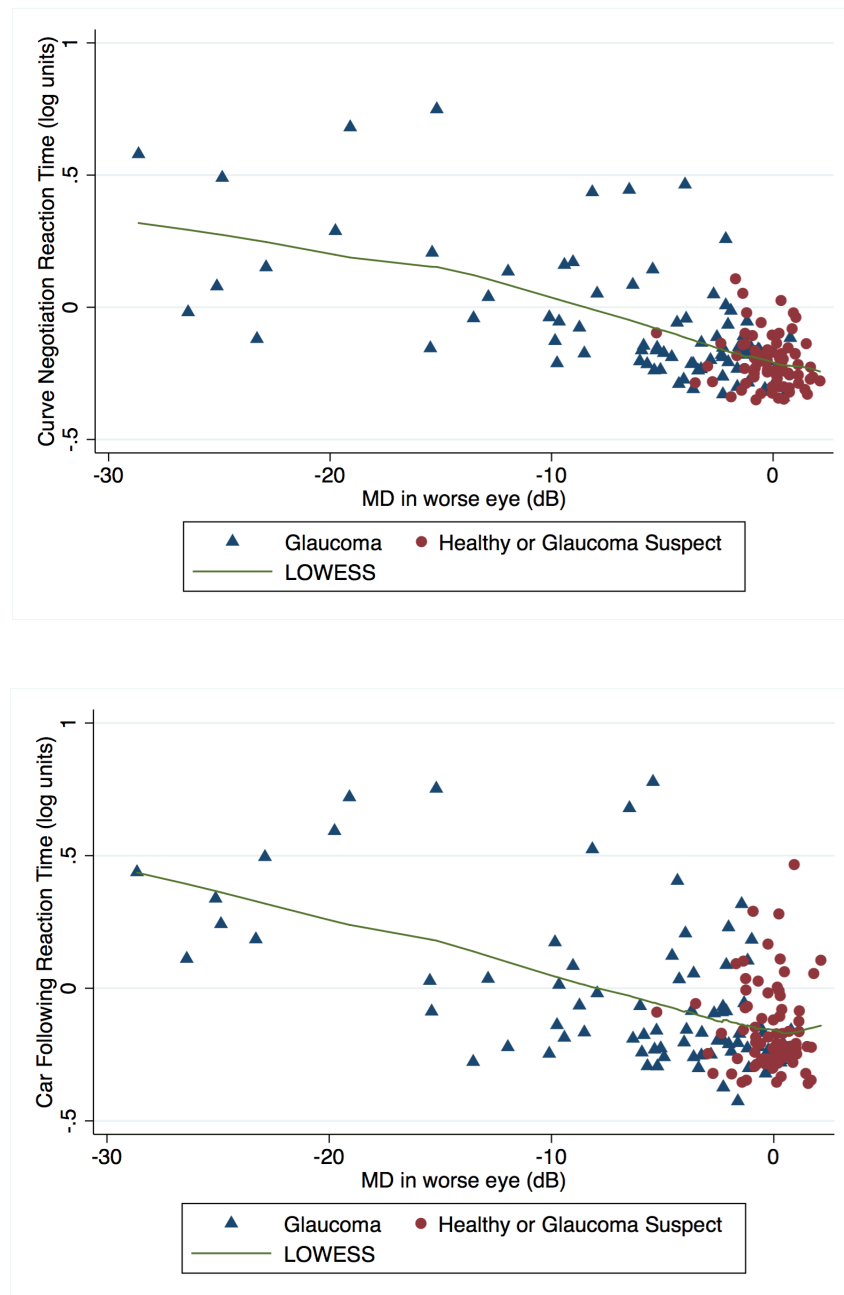 Curve Negotiation Reaction Time (log units)
1
.5
0
-.5
-30 -20 -10 0
MD in worse eye (dB)
Glaucoma Healthy or Glaucoma Suspect
LOWESS
Car Following Reaction Time (log units)
1
.5
0
-.5
-30 -20 -10 0
MD in worse eye (dB)
Glaucoma Healthy or Glaucoma Suspect
LOWESS